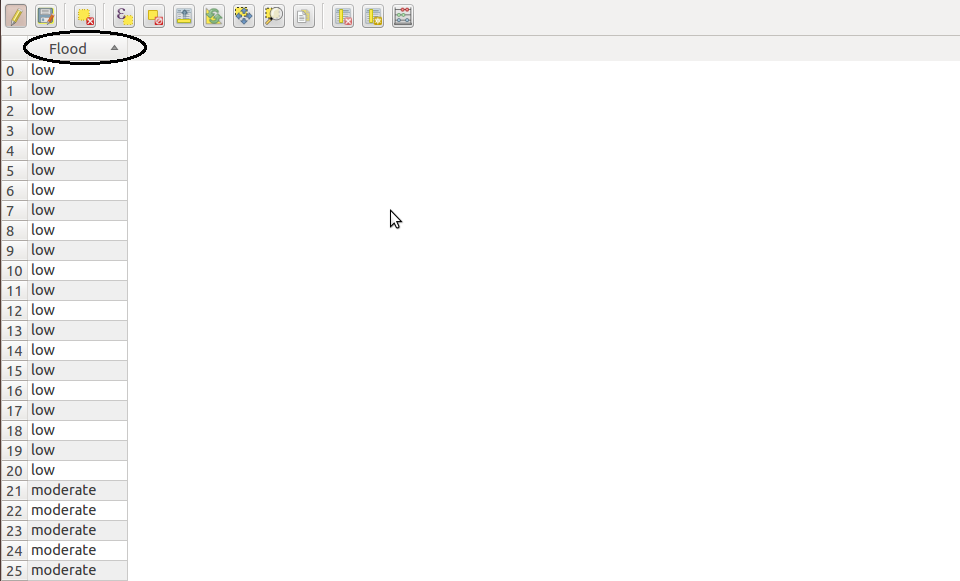 Flood
0 low
1 low
2 low
3 low
4 low
5 low
6 low
7 low
8 low
9 low
10 low
11 low
12 low
13 low
14 low
15 low
16 low
17 low
18 low
19 low
20 low
21 moderate
22 moderate
23 moderate
24 moderate
25 moderate